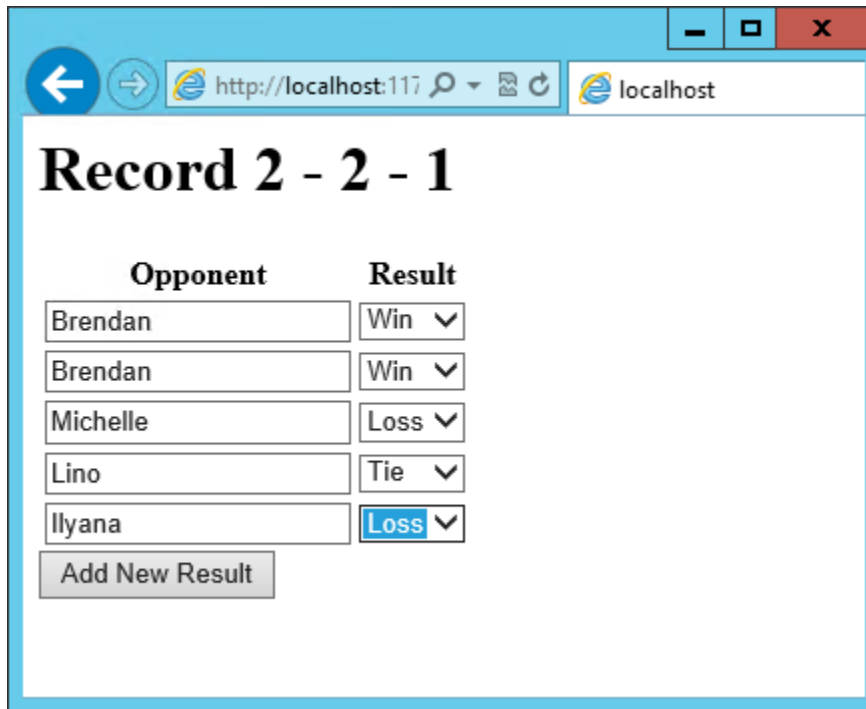 X
http://localhost:117
localhost
Record 2 - 2 - 1
Opponent Result
Brendan Win
Brendan Win
Michelle Loss
Lino Tie
Ilyana Loss
Add New Result